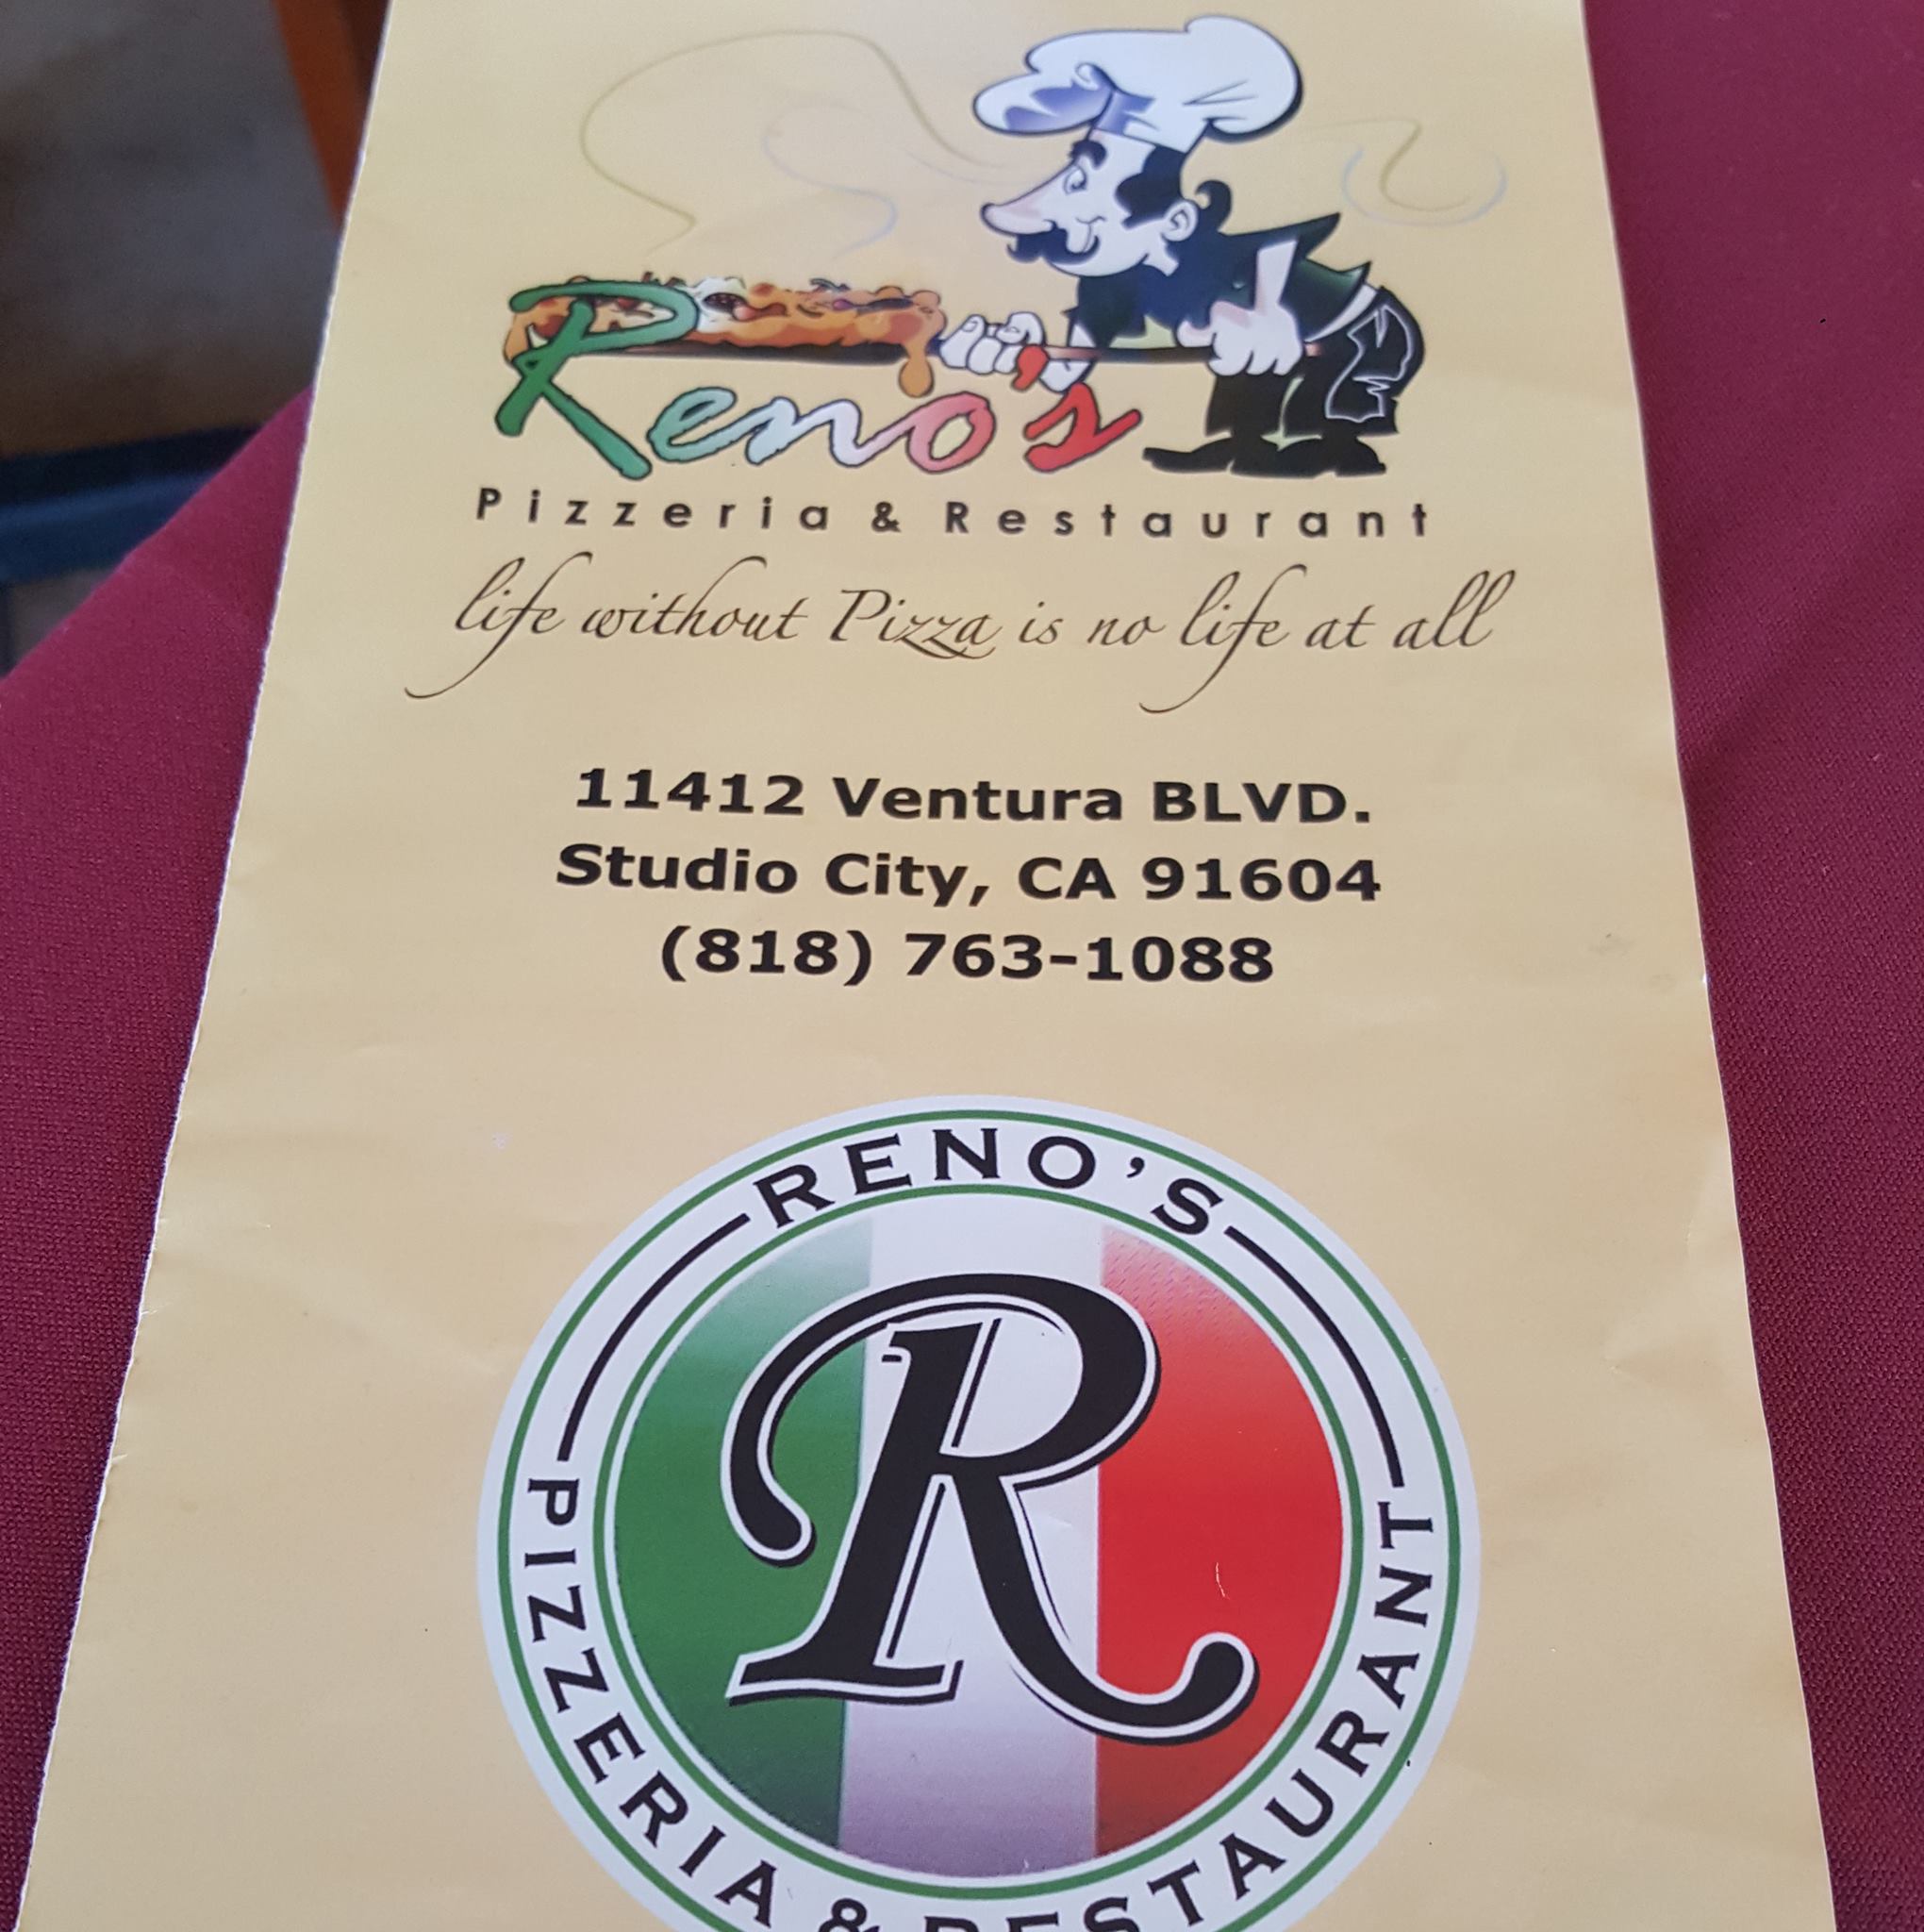 Reno's
Pizzeria & Restaurant
life without Pizza is no life at all
11412 Ventura BLVD.
Studio City, CA 91604
(818) 763-1088
RENO'S
R
PIZZERIA & RESTAURANT